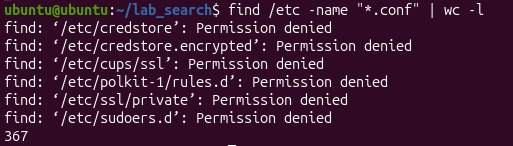 ubuntu@ubuntu:~/lab_search$ find /etc -name "*.conf" | wc -l
find: ‘/etc/credstore’: Permission denied
find: ‘/etc/credstore.encrypted’: Permission denied
find: ‘/etc/cups/ssl’: Permission denied
find: ‘/etc/polkit-1/rules.d’: Permission denied
find: ‘/etc/ssl/private’: Permission denied
find: ‘/etc/sudoers.d’: Permission denied
367